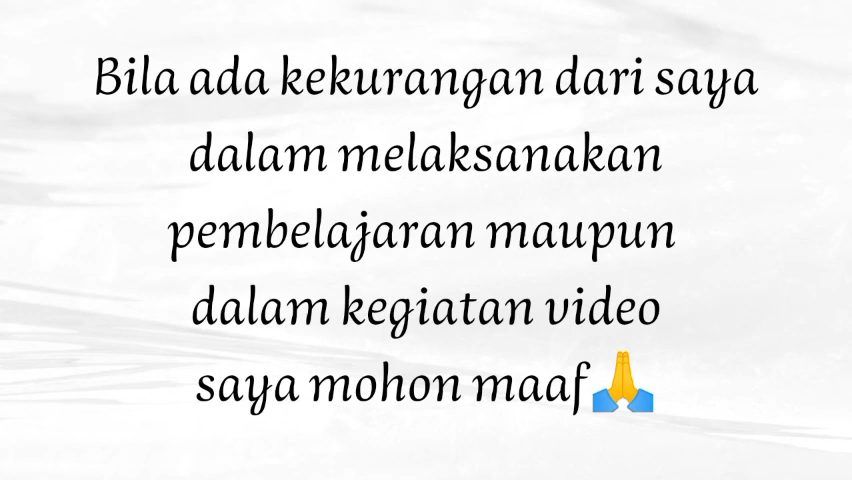 Bila ada kekurangan dari saya
dalam melaksanakan
pembelajaran maupun
dalam kegiatan video
saya mohon maaf🙏